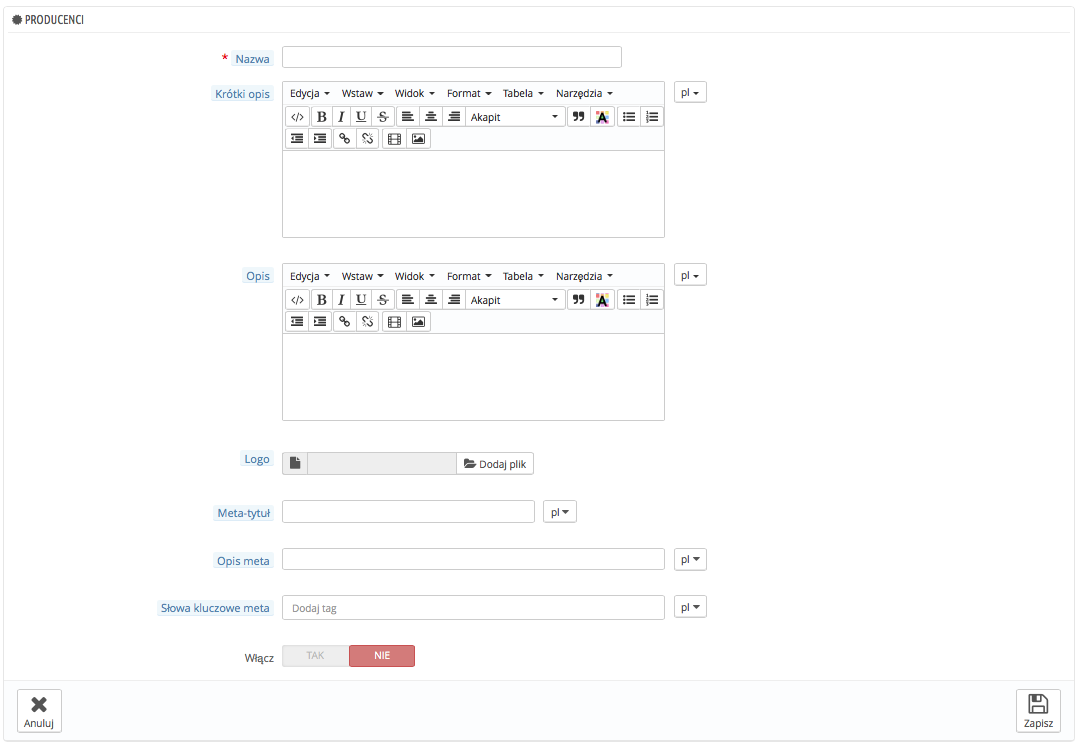 PRODUCENCI
* Nazwa
Krótki opis
Edycja Wstaw Widok Format Tabela Narzędzia
pl
B I U S Akapit A
Opis
Edycja Wstaw Widok Format Tabela Narzędzia
pl
B I U S Akapit A
Logo
Dodaj plik
Meta-tytuł
pl
Opis meta
pl
Słowa kluczowe meta
Dodaj tag
pl
Włącz
TAK NIE
Anuluj
Zapisz